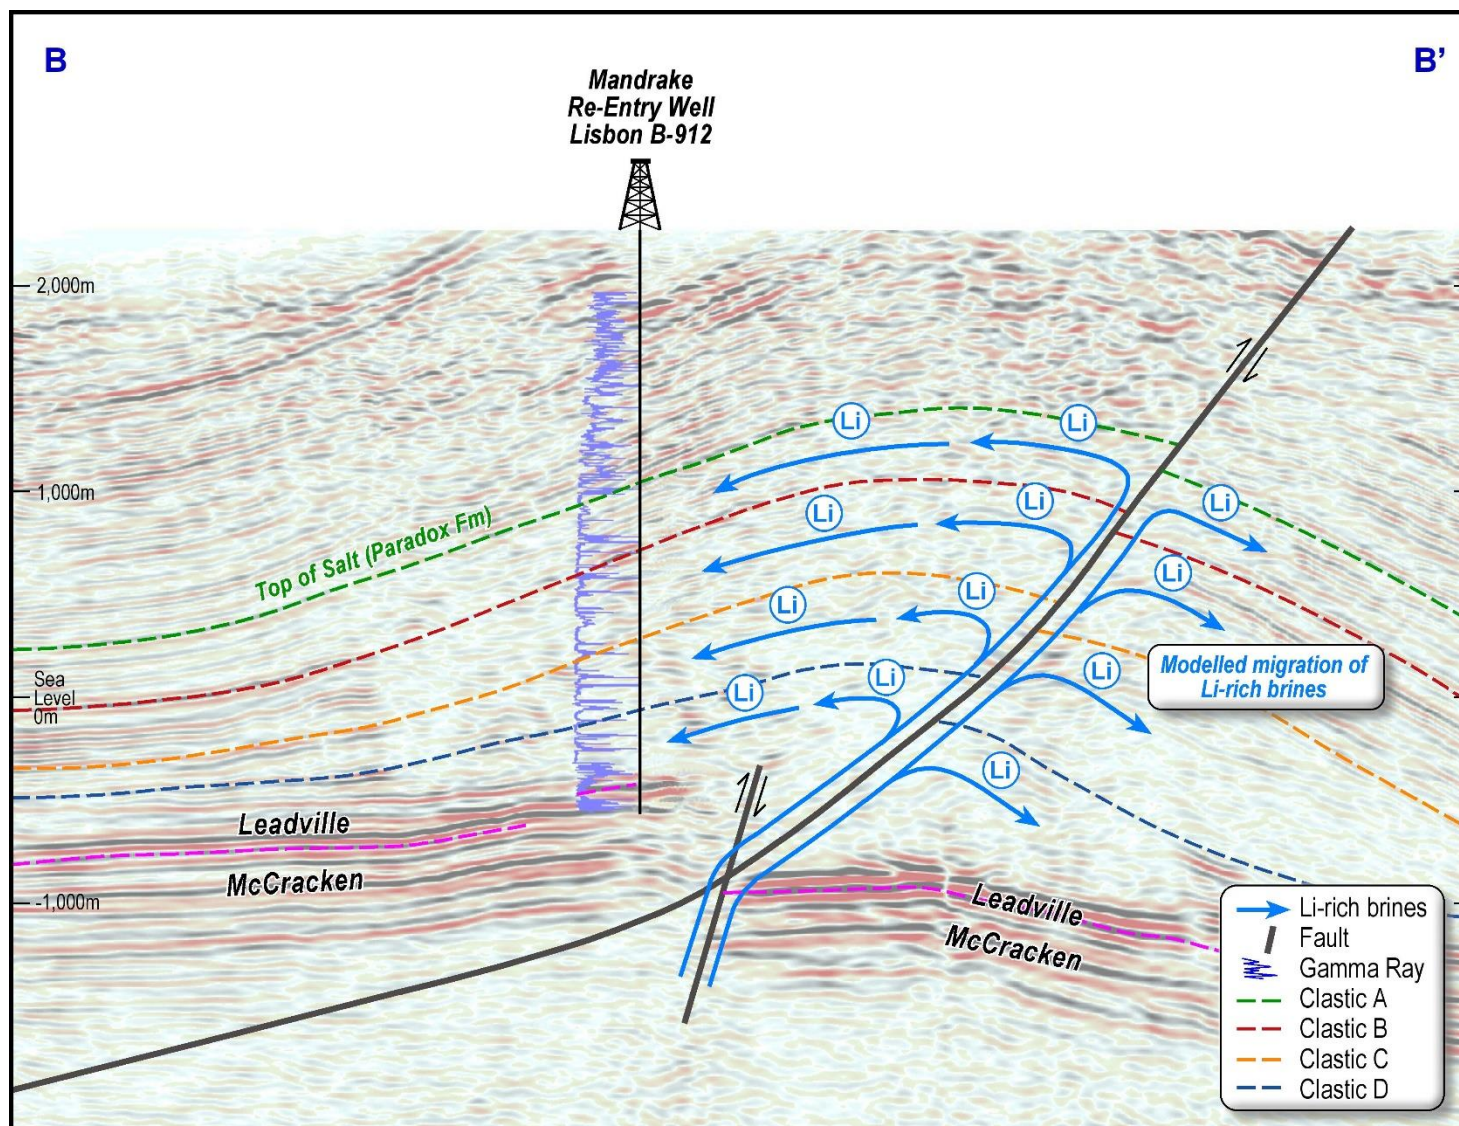 B
B’
Mandrake
Re-Entry Well
Lisbon B-912
2,000m
1,000m
Sea
Level
0m
-1,000m
Top of Salt (Paradox Fm)
Li
Li
Li
Li
Li
Li
Li
Li
Li
Li
Li
Li
Modelled migration of
Li-rich brines
Leadville
McCracken
Leadville
McCracken
Li-rich brines
Fault
Gamma Ray
Clastic A
Clastic B
Clastic C
Clastic D